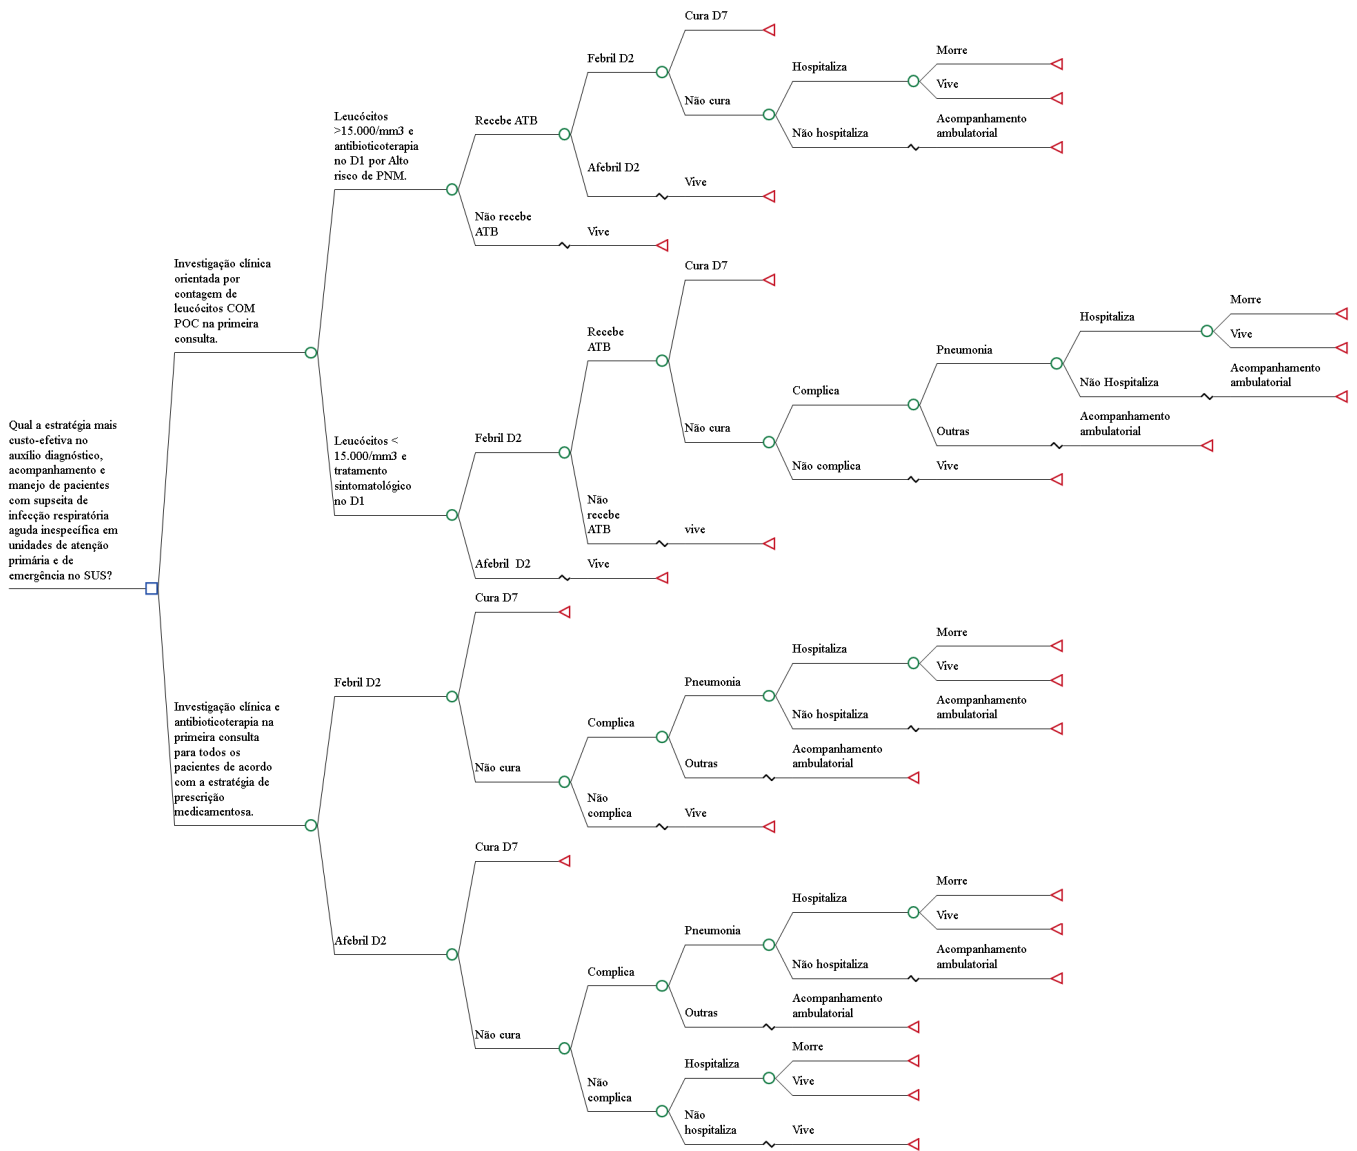 Qual a estratégia mais
custo-efetiva no
auxílio diagnóstico,
acompanhamento e
manejo de pacientes
com supseita de
infecção respiratória
aguda inespecífica em
unidades de atenção
primária e de
emergência no SUS?
Investigação clínica
orientada por
contagem de
leucócitos COM
POC na primeira
consulta.
Leucócitos
>15.000/mm3 e
antibioticoterapia
no D1 por Alto
risco de PNM.
Recebe ATB
Febril D2
Cura D7
Não cura
Hospitaliza
Morre
Vive
Não hospitaliza
Acompanhamento
ambulatorial
Afebril D2
Vive
Não recebe
ATB
Vive
Leucócitos <
15.000/mm3 e
tratamento
sintomatológico
no D1
Febril D2
Recebe
ATB
Cura D7
Não cura
Complica
Pneumonia
Hospitaliza
Morre
Vive
Não Hospitaliza
Acompanhamento
ambulatorial
Outras
Acompanhamento
ambulatorial
Não complica
Vive
Não
recebe
ATB
vive
Afebril D2
Vive
Investigação clínica e
antibioticoterapia na
primeira consulta
para todos os
pacientes de acordo
com a estratégia de
prescrição
medicamentosa.
Febril D2
Cura D7
Não cura
Complica
Pneumonia
Hospitaliza
Morre
Vive
Não hospitaliza
Acompanhamento
ambulatorial
Outras
Acompanhamento
ambulatorial
Não
complica
Vive
Afebril D2
Cura D7
Não cura
Complica
Pneumonia
Hospitaliza
Morre
Vive
Não hospitaliza
Acompanhamento
ambulatorial
Outras
Acompanhamento
ambulatorial
Não
complica
Hospitaliza
Morre
Vive
Não
hospitaliza
Vive